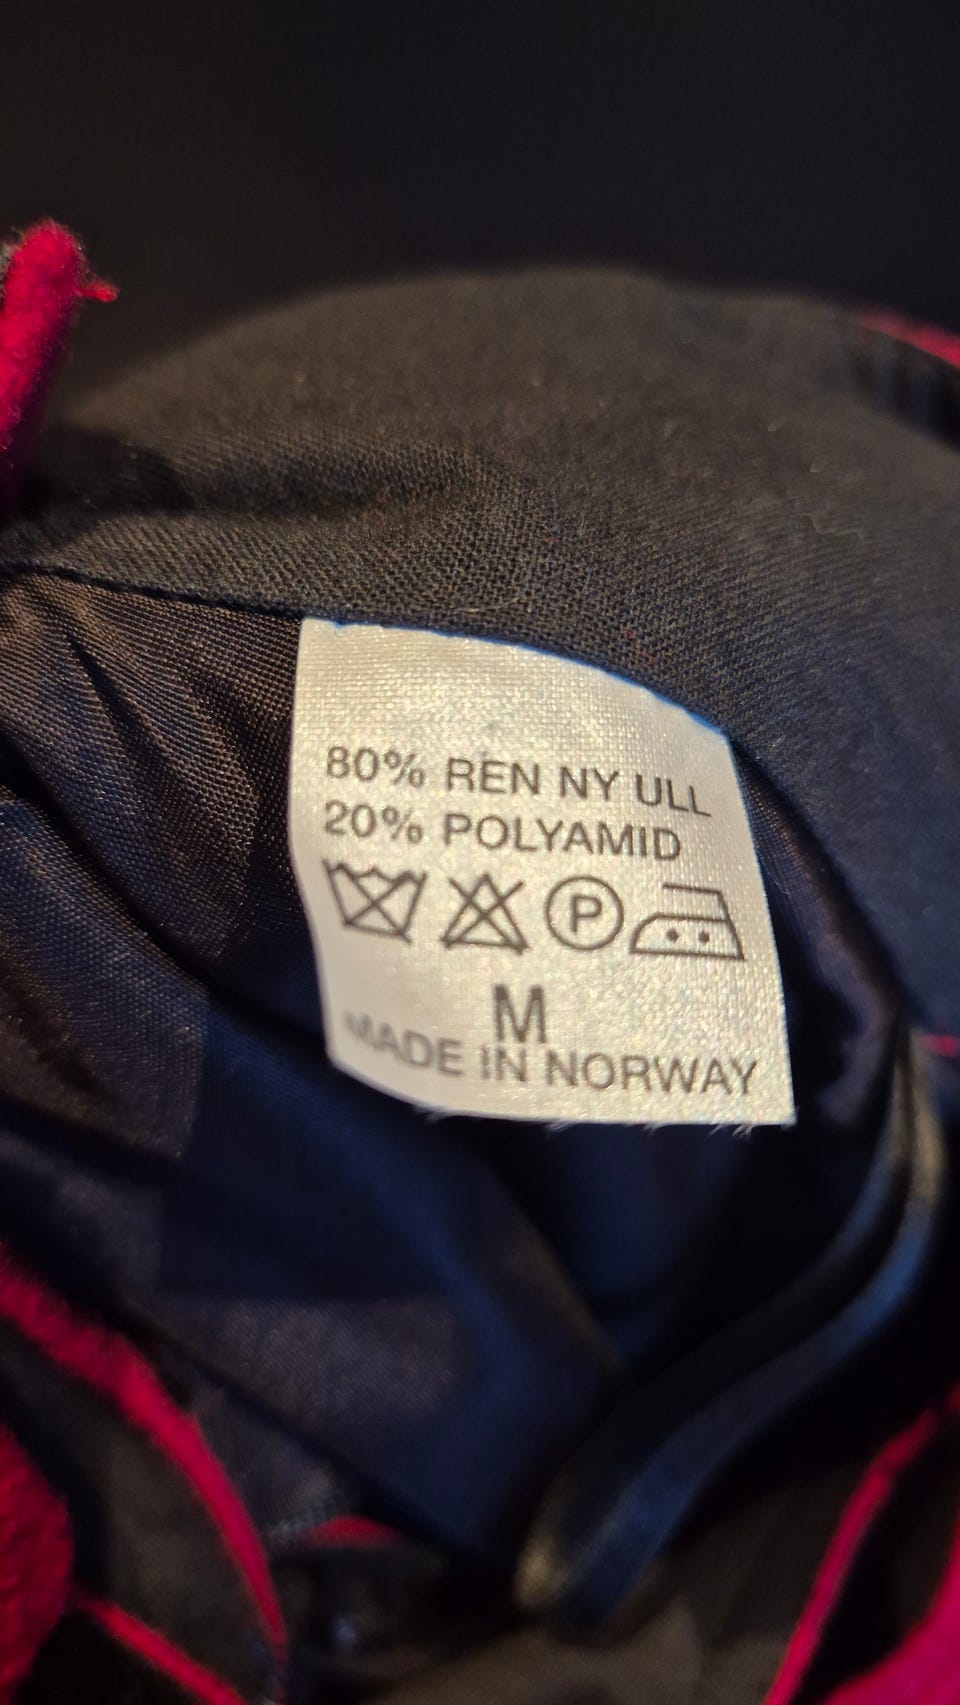 80% REN NY ULL
20% POLYAMID
P
M
MADE IN NORWAY